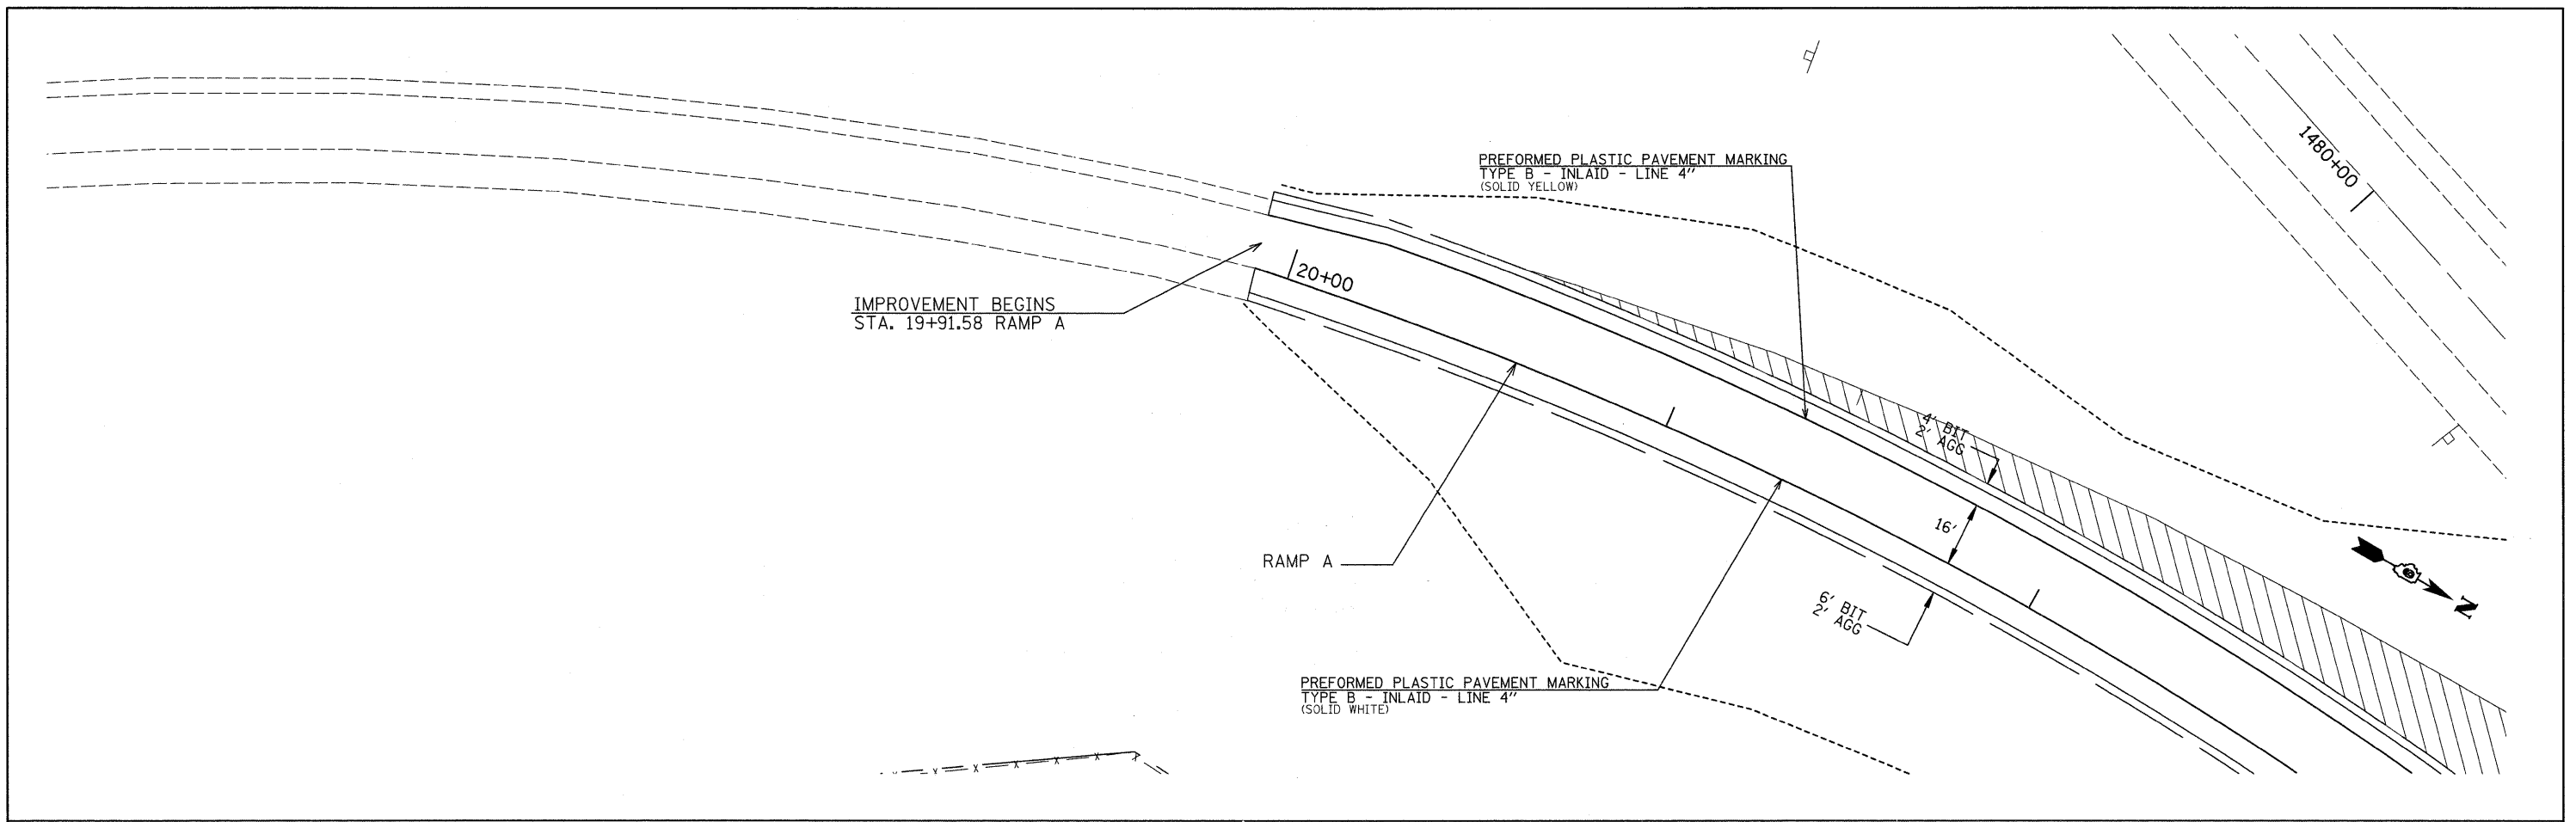 1480+00
PREFORMED PLASTIC PAVEMENT MARKING
TYPE B - INLAID - LINE 4"
(SOLID YELLOW)
20+00
IMPROVEMENT BEGINS
STA. 19+91.58 RAMP A
4' BIT
2' AGG
16'
RAMP A
6' BIT
2' AGG
N
PREFORMED PLASTIC PAVEMENT MARKING
TYPE B - INLAID - LINE 4"
(SOLID WHITE)
X X X X X X